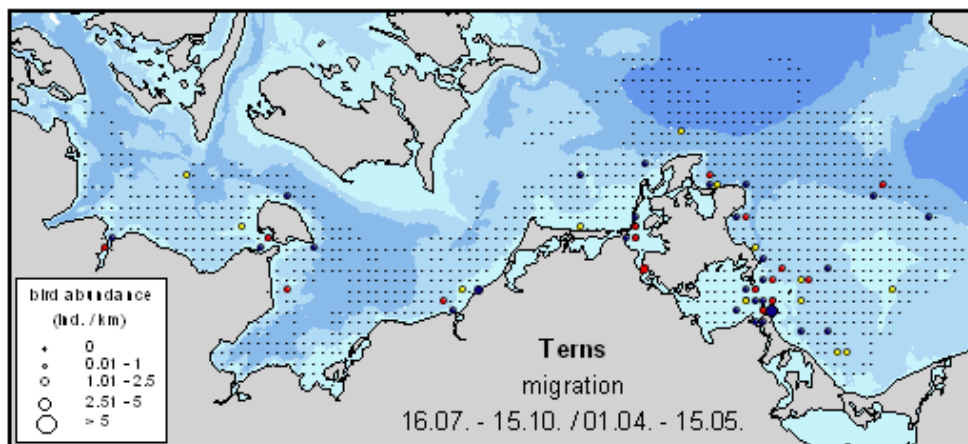 bird abundance
(Ind. / km)
0
0.01 - 1
1.01 - 2.5
2.51 - 5
> 5
Terns
migration
16.07. - 15.10. / 01.04. - 15.05.